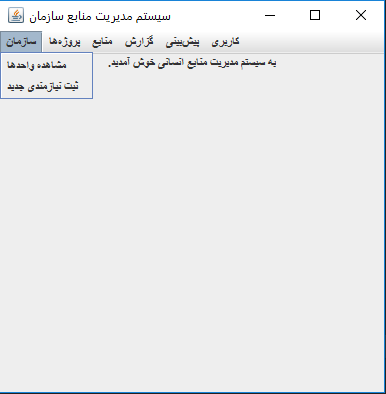 سیستم مدیریت منابع سازمان
سازمان پروژه‌ها منابع گزارش پیش‌بینی کاربری
مشاهده واحدها
ثبت نیازمندی جدید
به سیستم مدیریت منابع انسانی خوش آمدید.